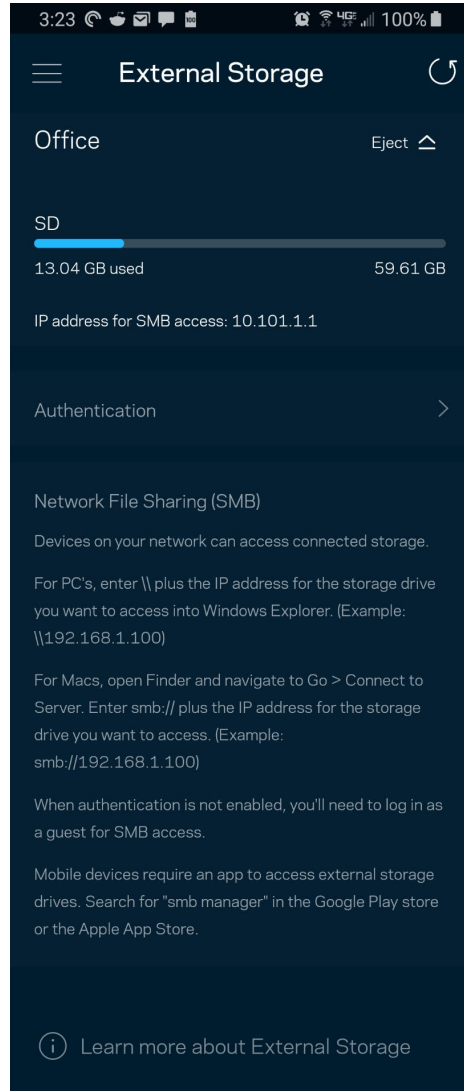 3:23 100%
External Storage
Office Eject
SD
13.04 GB used 59.61 GB
IP address for SMB access: 10.101.1.1
Authentication
Network File Sharing (SMB)
Devices on your network can access connected storage.
For PC's, enter \\ plus the IP address for the storage drive
you want to access into Windows Explorer. (Example:
\\192.168.1.100)
For Macs, open Finder and navigate to Go > Connect to
Server. Enter smb:// plus the IP address for the storage
drive you want to access. (Example:
smb://192.168.1.100)
When authentication is not enabled, you'll need to log in as
a guest for SMB access.
Mobile devices require an app to access external storage
drives. Search for "smb manager" in the Google Play store
or the Apple App Store.
Learn more about External Storage